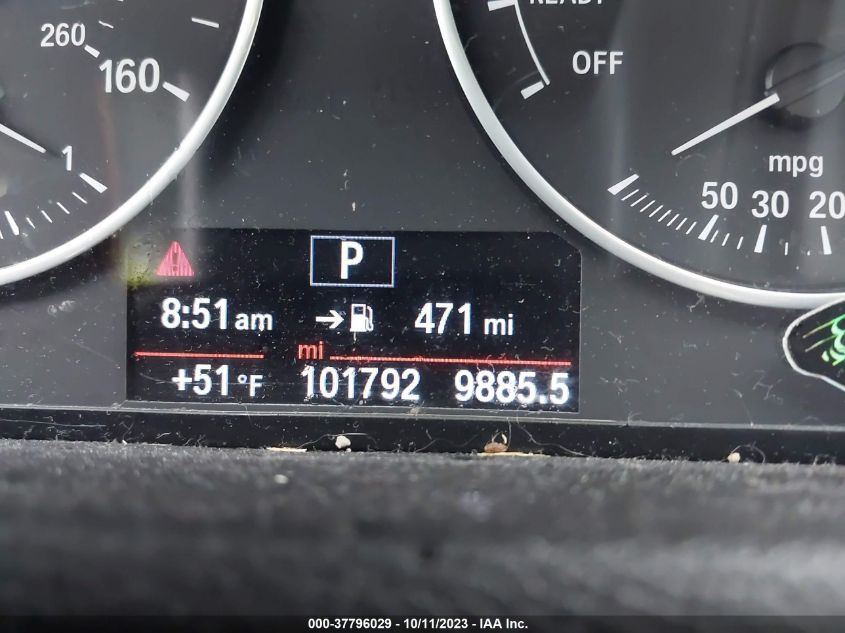 READY
260
160
OFF
1
mpg
50 30 20
P
8:51 am 471 mi
mi
+51 °F 101792 9885.5
000-37796029 - 10/11/2023 - IAA Inc.